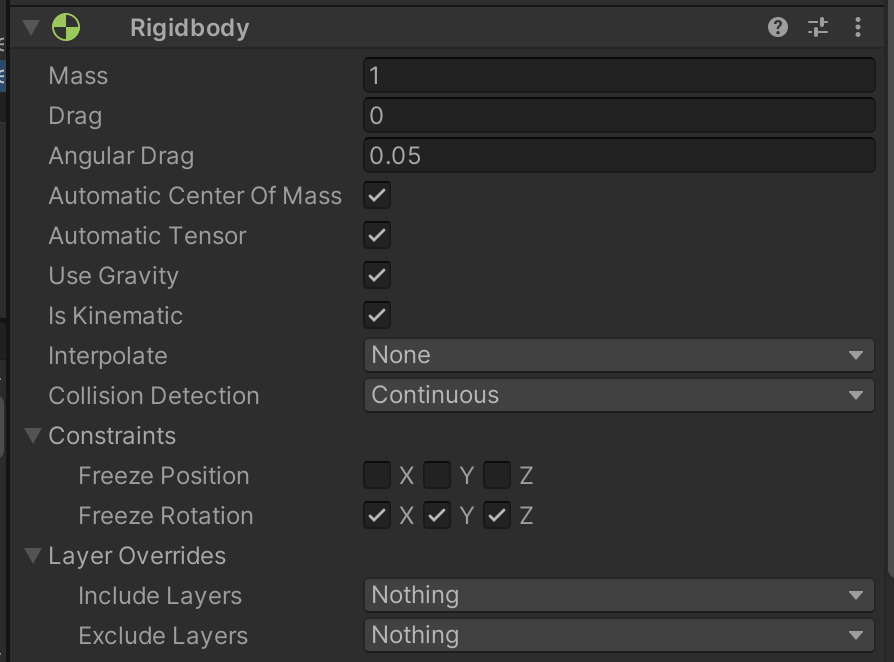 Rigidbody
Mass 1
Drag 0
Angular Drag 0.05
Automatic Center Of Mass
Automatic Tensor
Use Gravity
Is Kinematic
Interpolate None
Collision Detection Continuous
Constraints
Freeze Position X Y Z
Freeze Rotation X Y Z
Layer Overrides
Include Layers Nothing
Exclude Layers Nothing